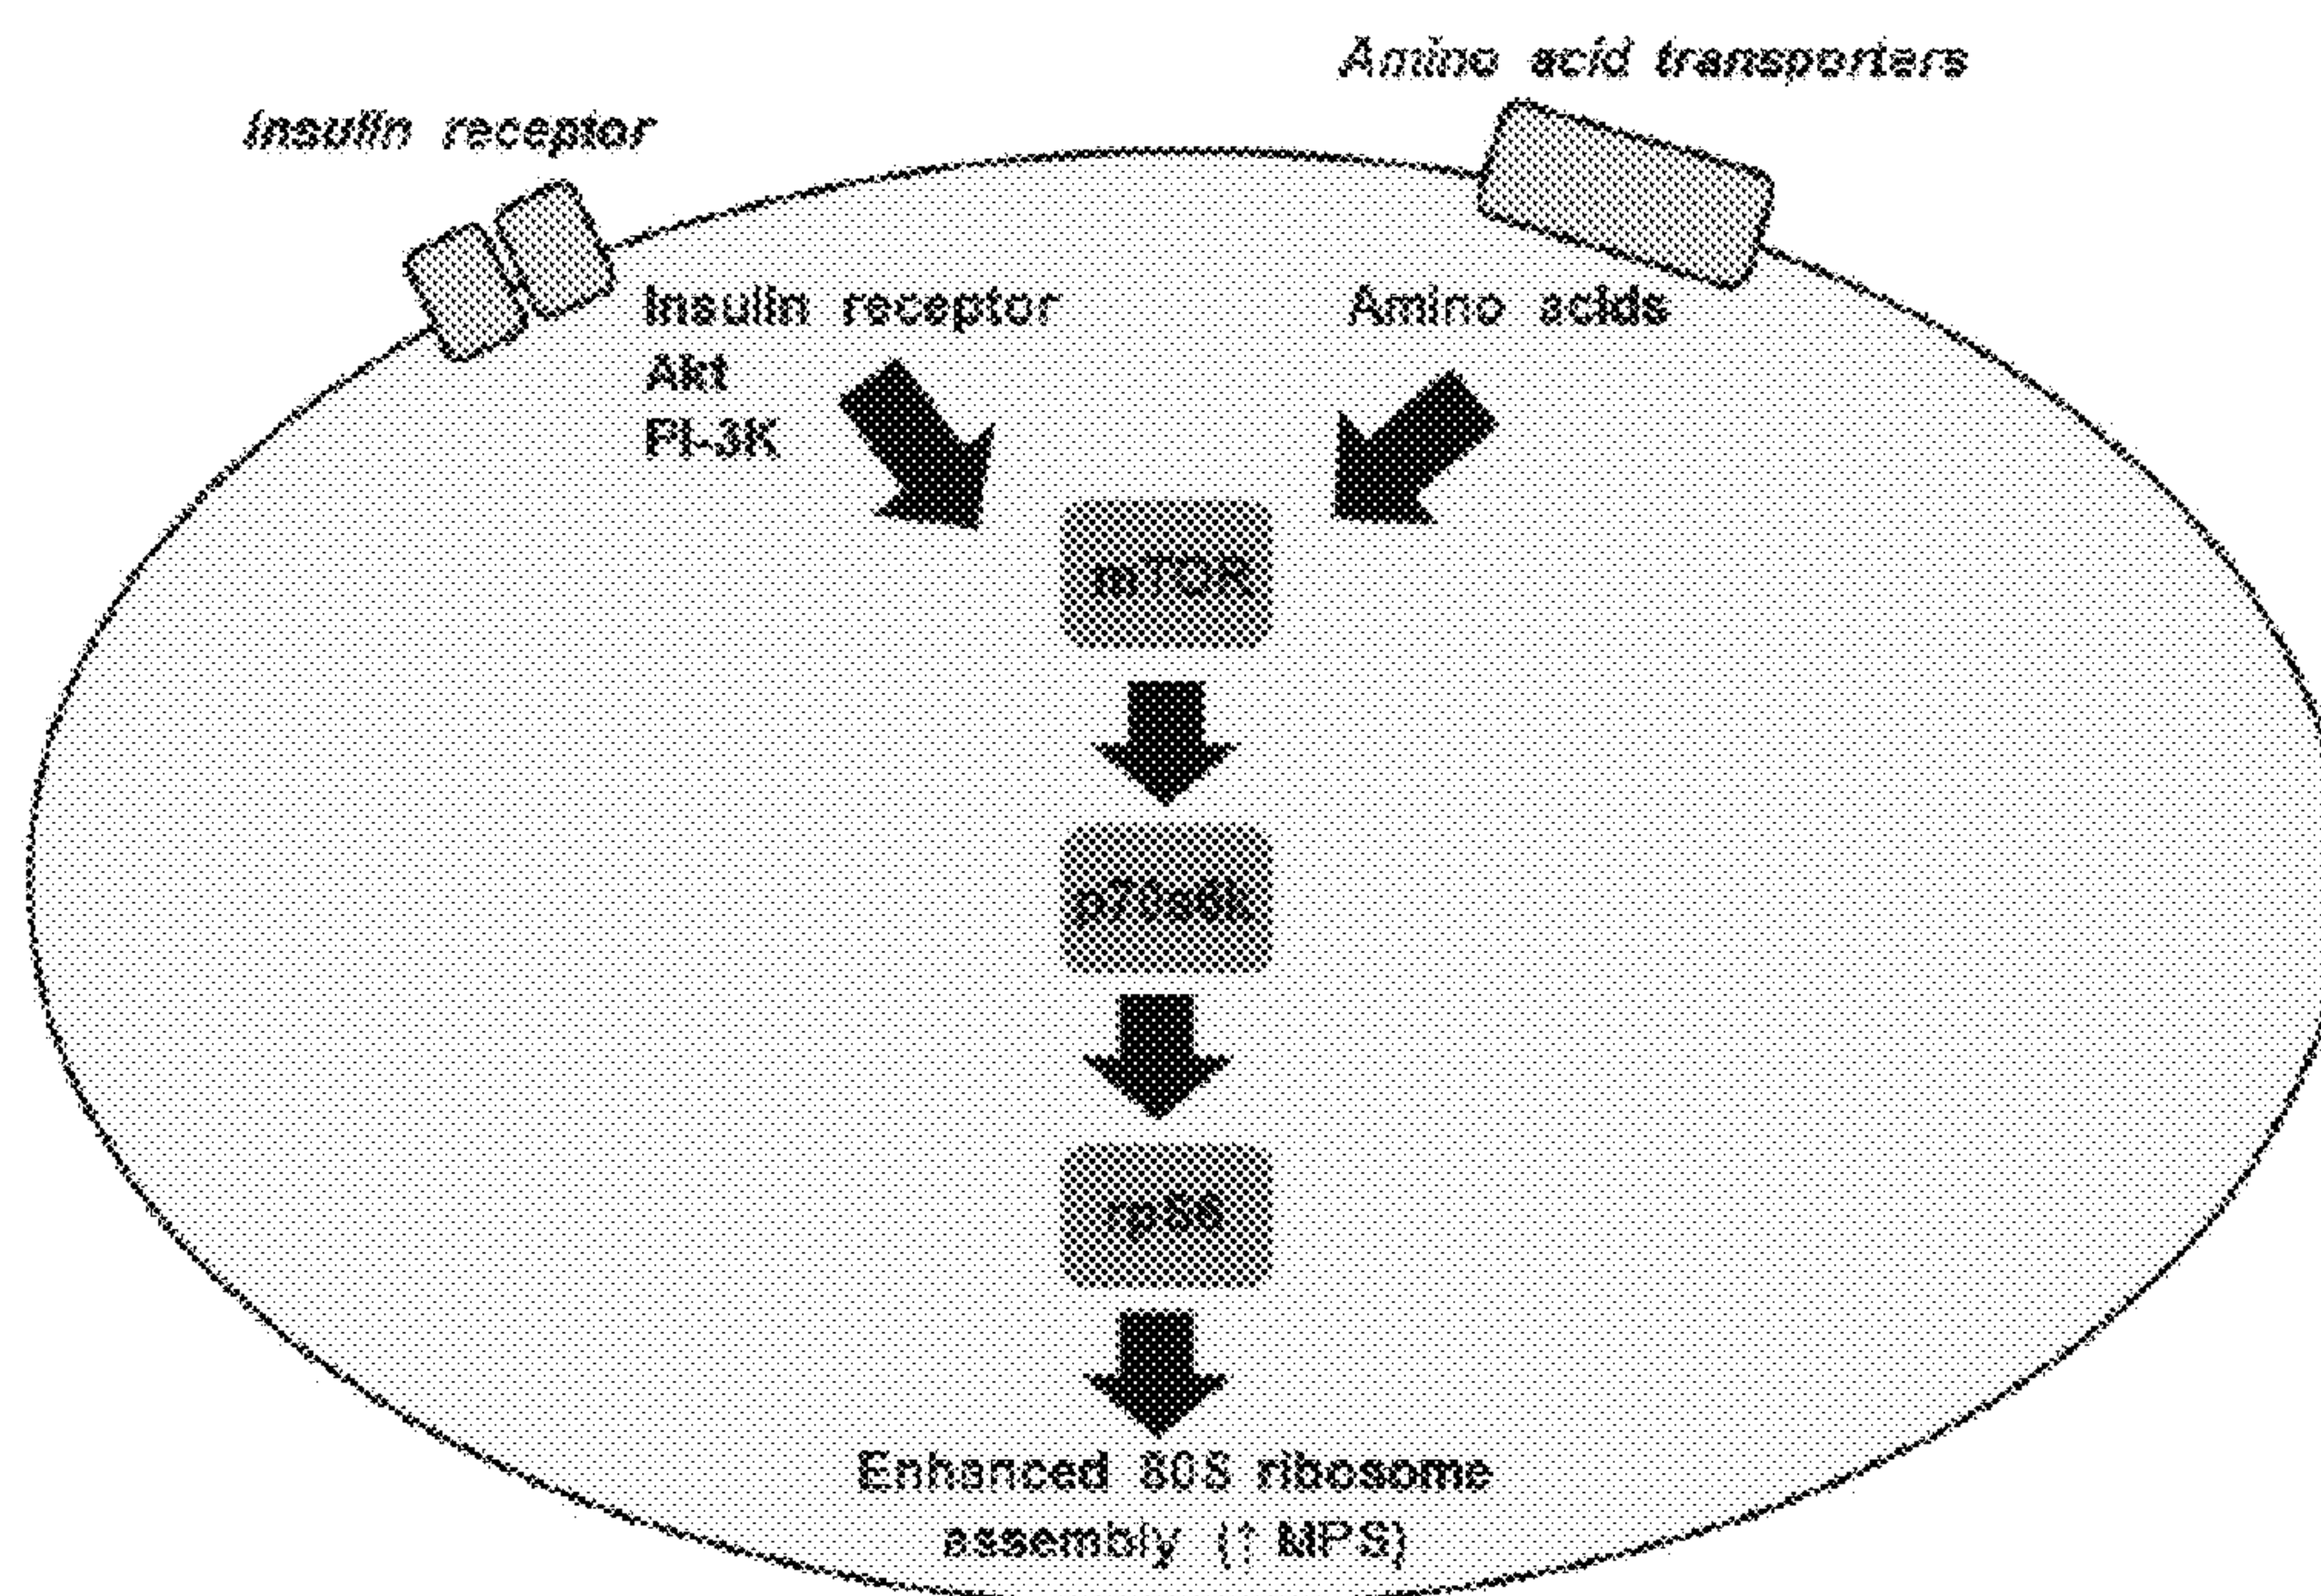 Amino acid transporters
Insulin receptor
Insulin receptor
Akt
PI-3K
Amino acids
mTOR
p70s6k
rpS6
Enhanced 80S ribosome
assembly (↑ MPS)